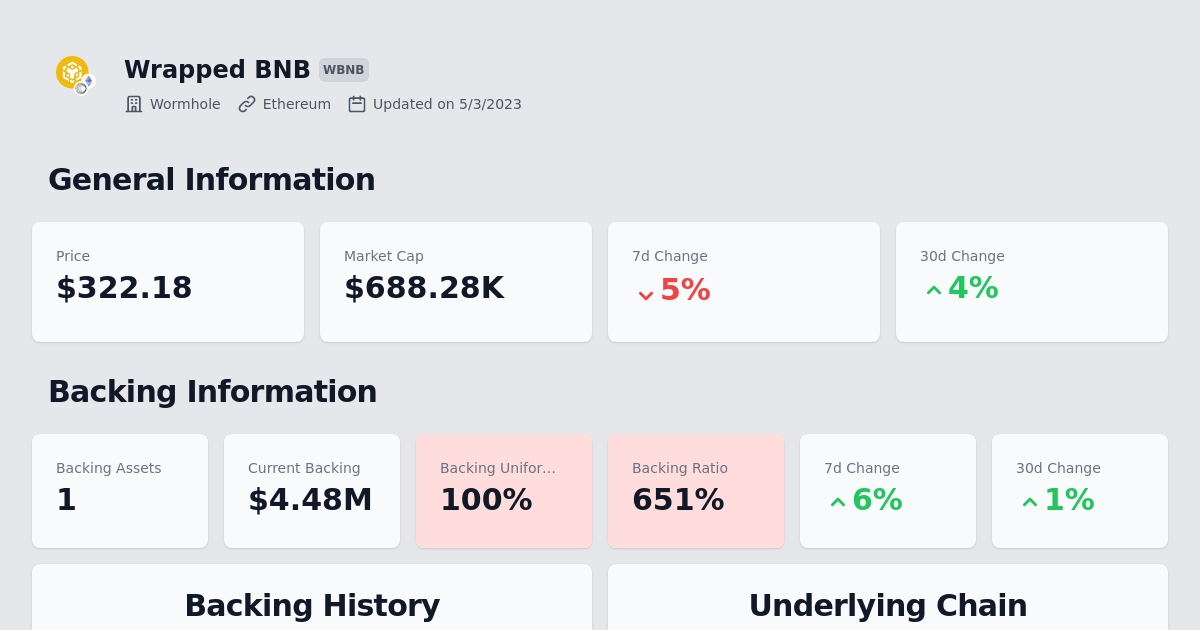 Wrapped BNB WBNB
Wormhole Ethereum Updated on 5/3/2023
General Information
Price Market Cap 7d Change 30d Change
$322.18 $688.28K 5% 4%
Backing Information
Backing Assets Current Backing Backing Unifor... Backing Ratio 7d Change 30d Change
1 $4.48M 100% 651% 6% 1%
Backing History Underlying Chain